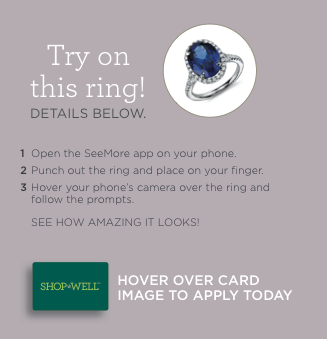 Try on
this ring!
DETAILS BELOW.
1 Open the SeeMore app on your phone.
2 Punch out the ring and place on your finger.
3 Hover your phone's camera over the ring and
follow the prompts.
SEE HOW AMAZING IT LOOKS!
SHOP WELL
HOVER OVER CARD
IMAGE TO APPLY TODAY